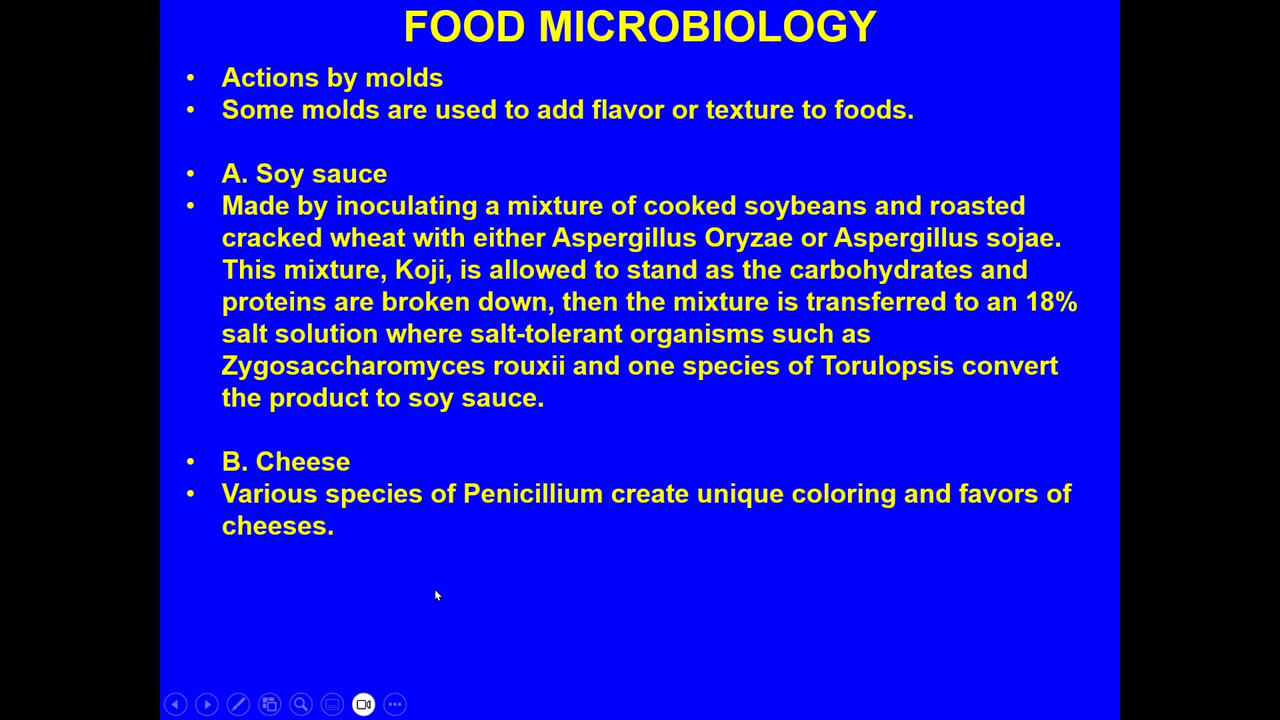 FOOD MICROBIOLOGY
• Actions by molds
• Some molds are used to add flavor or texture to foods.
• A. Soy sauce
• Made by inoculating a mixture of cooked soybeans and roasted
cracked wheat with either Aspergillus Oryzae or Aspergillus sojae.
This mixture, Koji, is allowed to stand as the carbohydrates and
proteins are broken down, then the mixture is transferred to an 18%
salt solution where salt-tolerant organisms such as
Zygosaccharomyces rouxii and one species of Torulopsis convert
the product to soy sauce.
• B. Cheese
• Various species of Penicillium create unique coloring and favors of
cheeses.